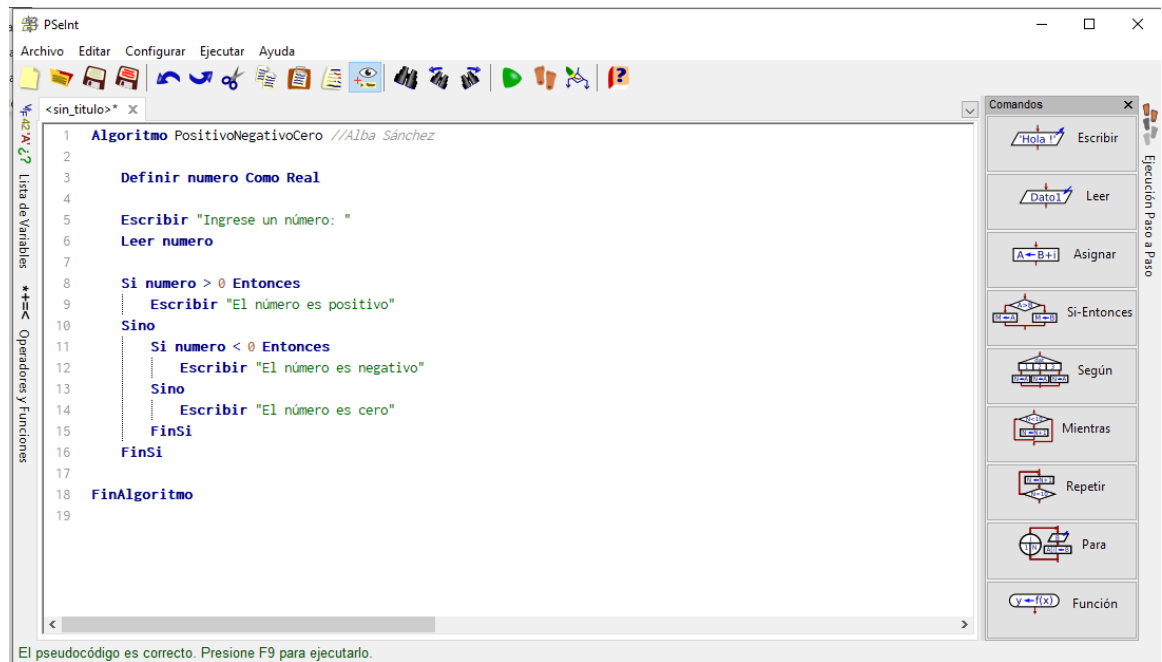 PSeInt
Archivo Editar Configurar Ejecutar Ayuda
<sin_titulo>* X
Comandos X
*+=< Operadores y Funciones
42 'A' ¿? Lista de Variables
1 Algoritmo PositivoNegativoCero //Alba Sánchez
2
3 Definir numero Como Real
4
5 Escribir "Ingrese un número: "
6 Leer numero
7
8 Si numero > 0 Entonces
9 Escribir "El número es positivo"
10 Sino
11 Si numero < 0 Entonces
12 Escribir "El número es negativo"
13 Sino
14 Escribir "El número es cero"
15 FinSi
16 FinSi
17
18 FinAlgoritmo
19
'Hola !' Escribir
Dato1 Leer
A←B+i Asignar
Si-Entonces
Según
Mientras
Repetir
Para
y←f(x) Función
Ejecución Paso a Paso
El pseudocódigo es correcto. Presione F9 para ejecutarlo.